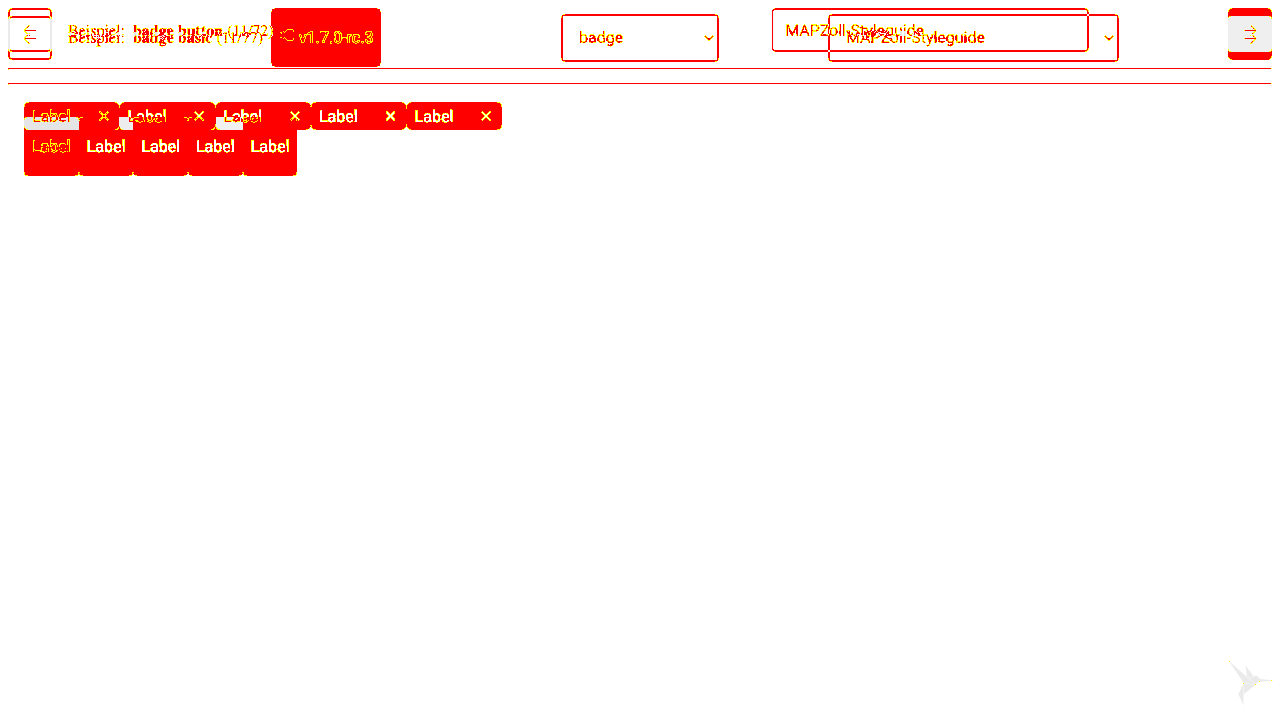 Beispiel: badge button (11/72)
Beispiel: badge basic (11/77)
v1.7.0-rc.3
badge
MAPZoll-Styleguide
MAPZoll-Styleguide
Label Label Label Label Label
Label Label Label Label Label